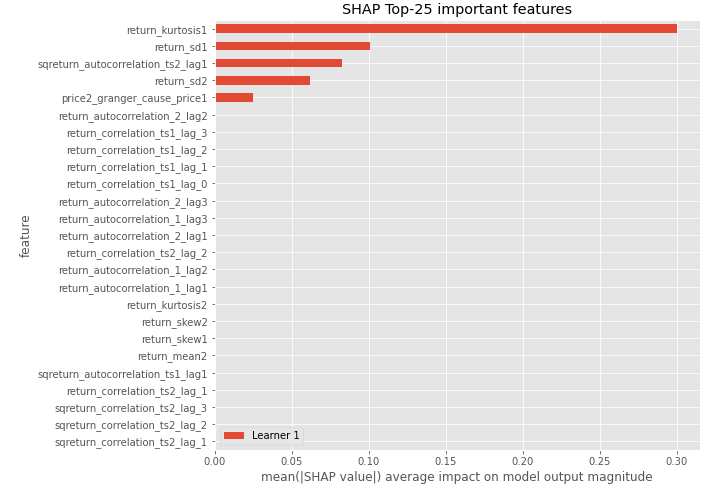 SHAP Top-25 important features
return_kurtosis1
return_sd1
sqreturn_autocorrelation_ts2_lag1
return_sd2
price2_granger_cause_price1
return_autocorrelation_2_lag2
return_correlation_ts1_lag_3
return_correlation_ts1_lag_2
return_correlation_ts1_lag_1
return_correlation_ts1_lag_0
return_autocorrelation_2_lag3
return_autocorrelation_1_lag3
return_autocorrelation_2_lag1
return_correlation_ts2_lag_2
return_autocorrelation_1_lag2
return_autocorrelation_1_lag1
return_kurtosis2
return_skew2
return_skew1
return_mean2
sqreturn_autocorrelation_ts1_lag1
return_correlation_ts2_lag_1
sqreturn_correlation_ts2_lag_3
sqreturn_correlation_ts2_lag_2
sqreturn_correlation_ts2_lag_1
feature
Learner 1
0.00 0.05 0.10 0.15 0.20 0.25 0.30
mean(|SHAP value|) average impact on model output magnitude